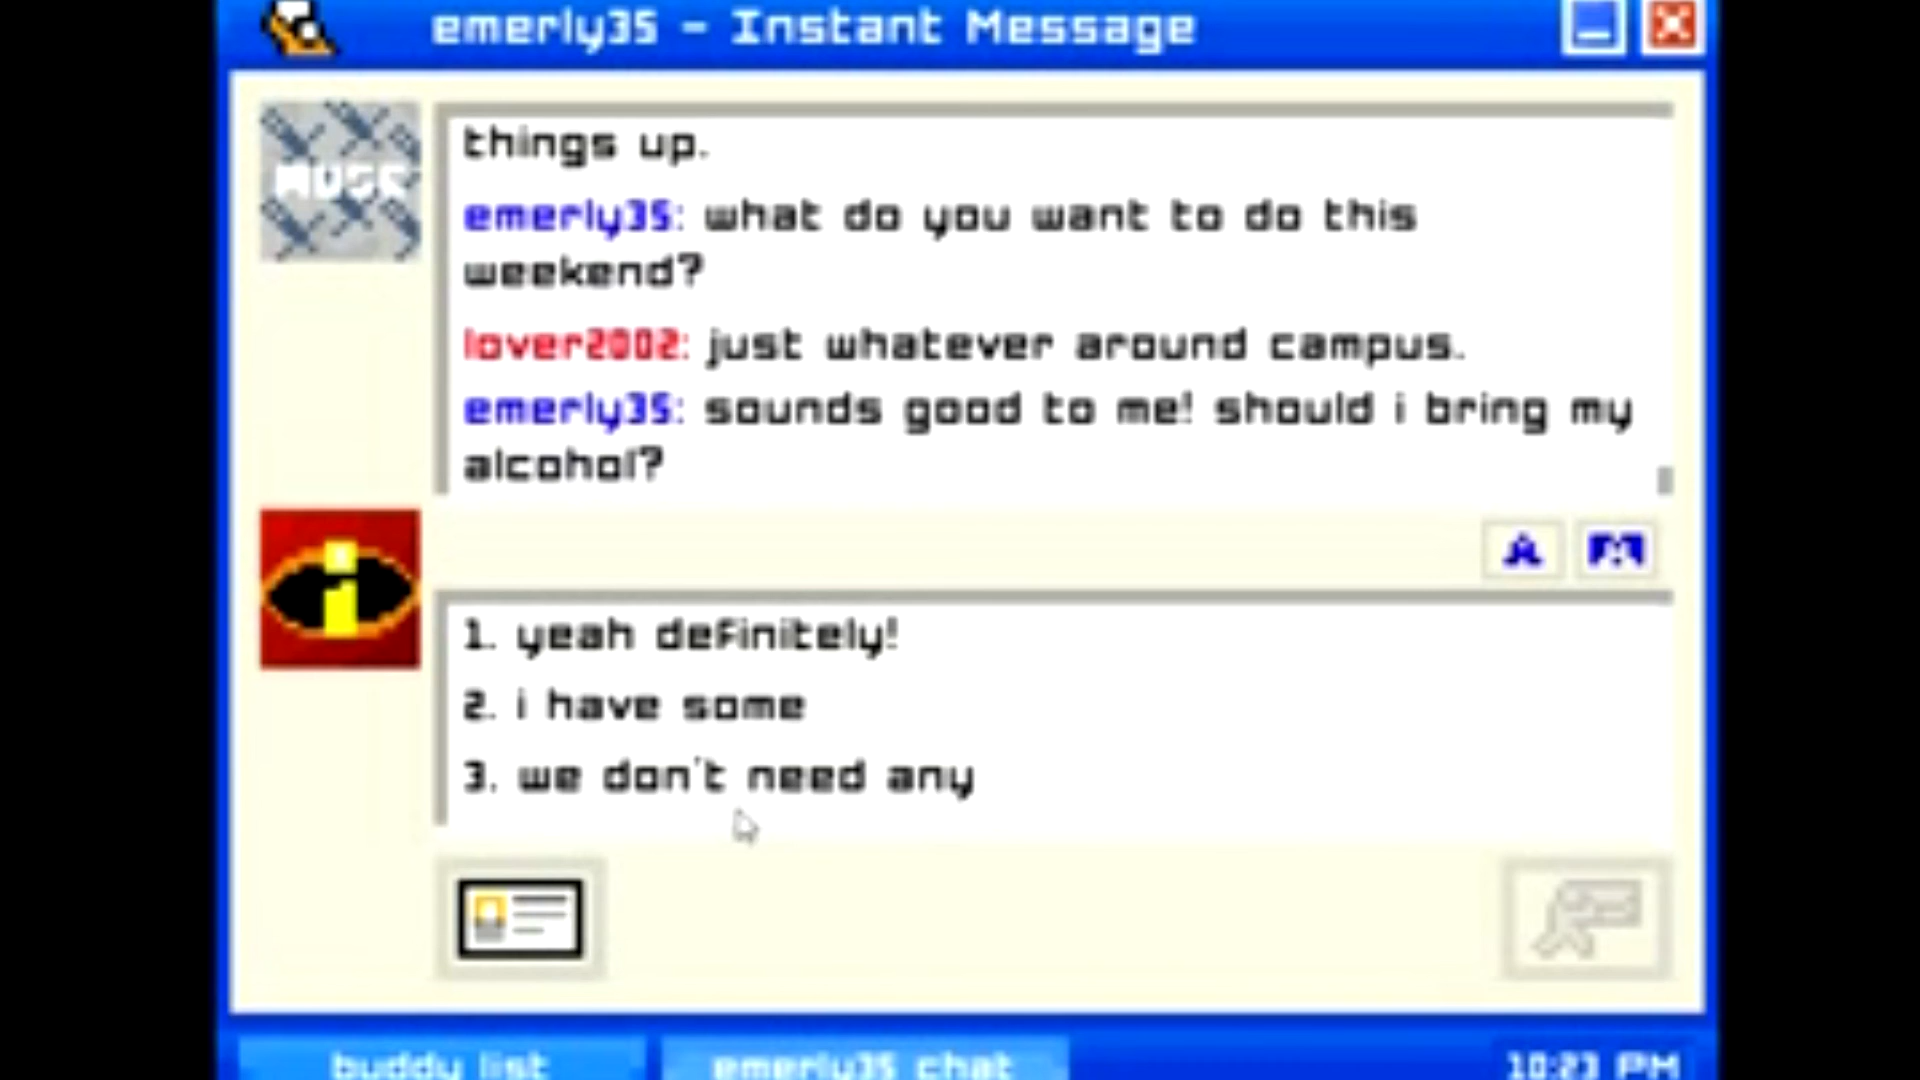 emerly35 - Instant Message
things up.
emerly35: what do you want to do this
weekend?
lover2002: just whatever around campus.
emerly35: sounds good to me! should i bring my
alcohol?
A
1. yeah definitely!
2. i have some
3. we don't need any
buddy list
emerly35 chat
10:23 PM